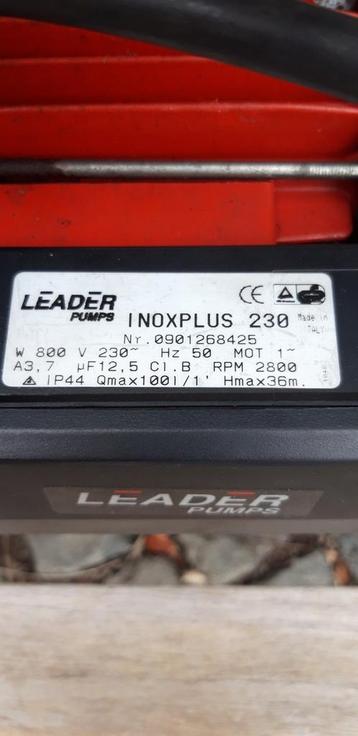 LEADER
PUMPS
INOXPLUS 230
Made in
ITALY
Nr.0901268425
W 800 V 230~ Hz 50 MOT 1~
A3,7 µF12,5 Cl.B RPM 2800
IP44 Qmax100l/1' Hmax36m.
LEADER
PUMPS